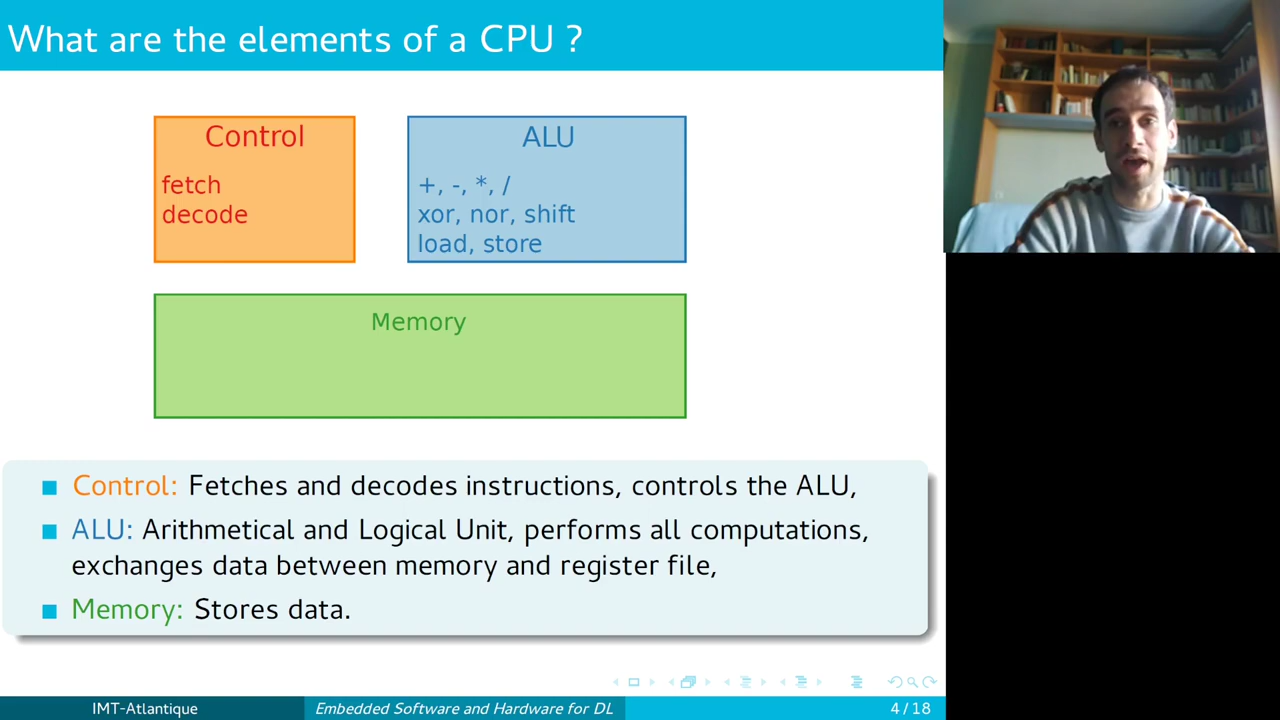 What are the elements of a CPU ?
Control
fetch
decode
ALU
+, -, *, /
xor, nor, shift
load, store
Memory
Control: Fetches and decodes instructions, controls the ALU,
ALU: Arithmetical and Logical Unit, performs all computations,
exchanges data between memory and register file,
Memory: Stores data.
IMT-Atlantique
Embedded Software and Hardware for DL
4 / 18